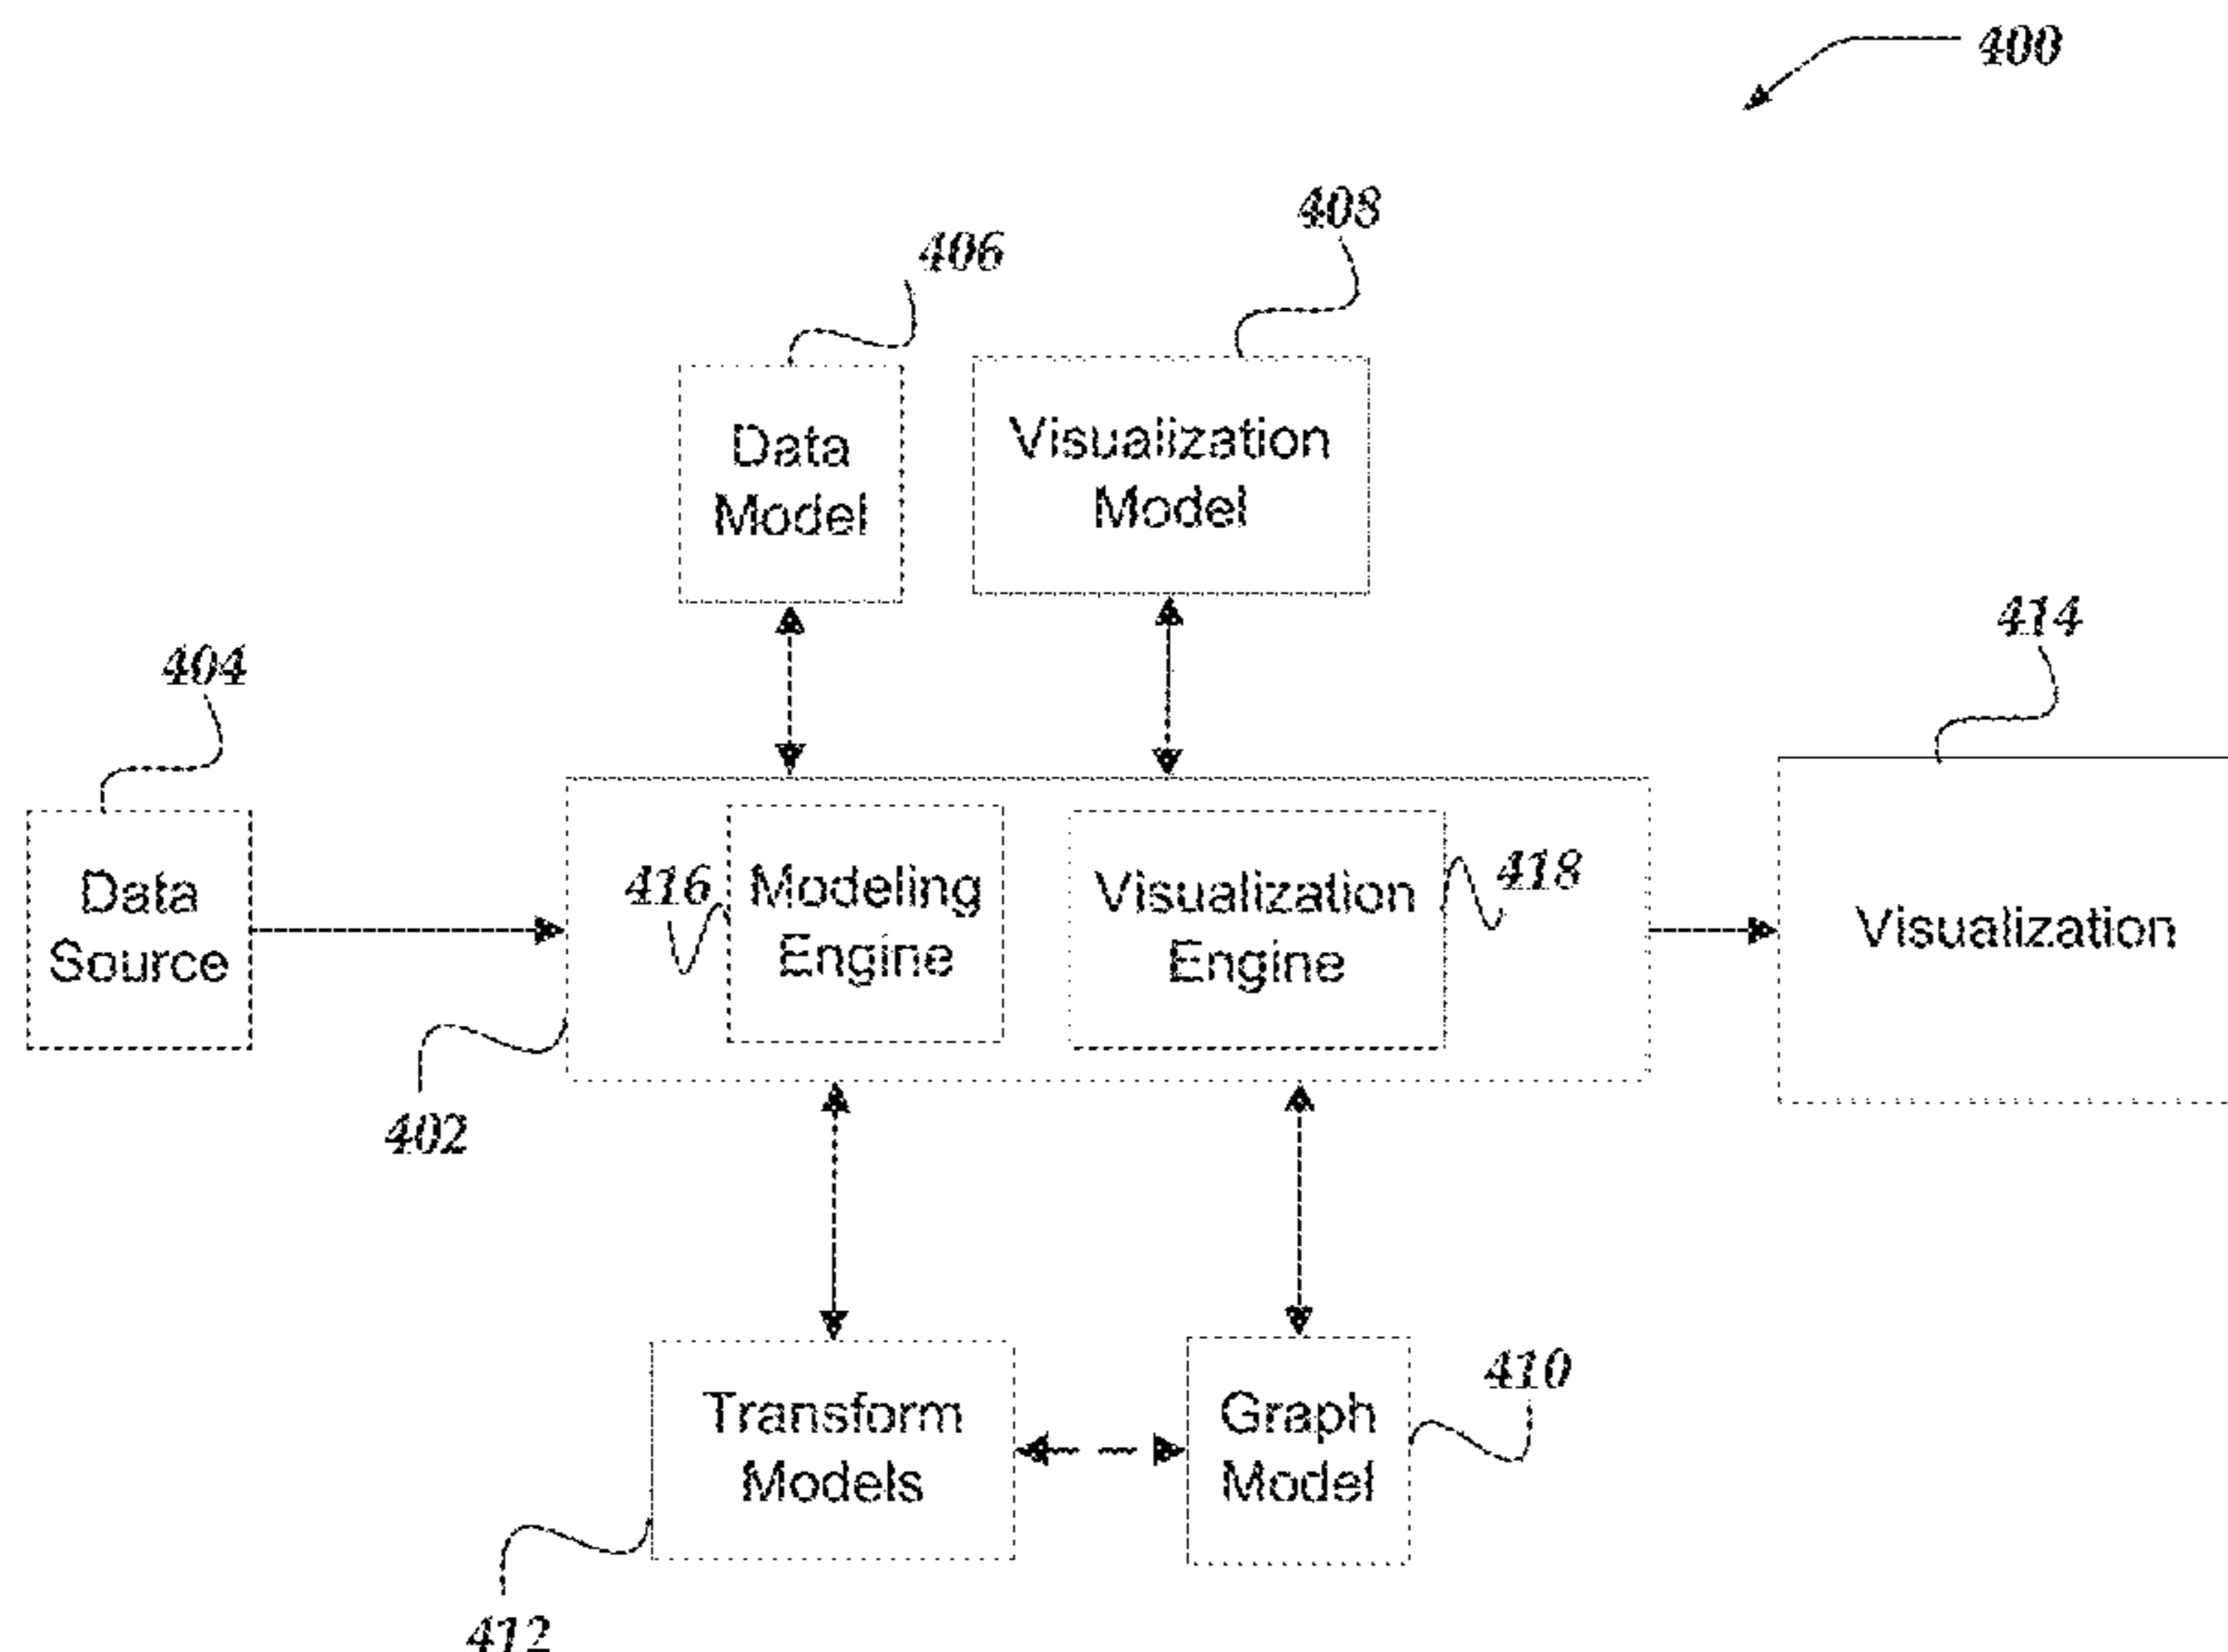 400
408
406
Data
Model
Visualization
Model
414
404
Data
Source
416
Modeling
Engine
Visualization
Engine
418
Visualization
402
Transform
Models
Graph
Model
410
412